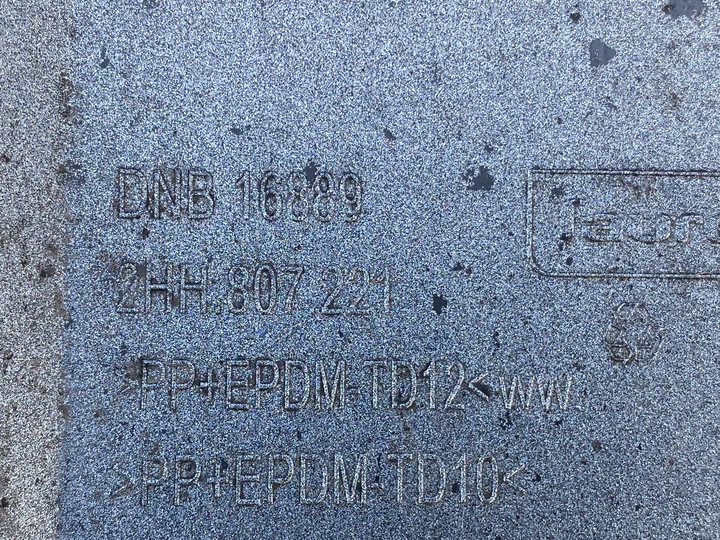 DNB 16889
2HH.807.221
>PP+EPDM-TD12< ww.
>PP+EPDM-TD10<